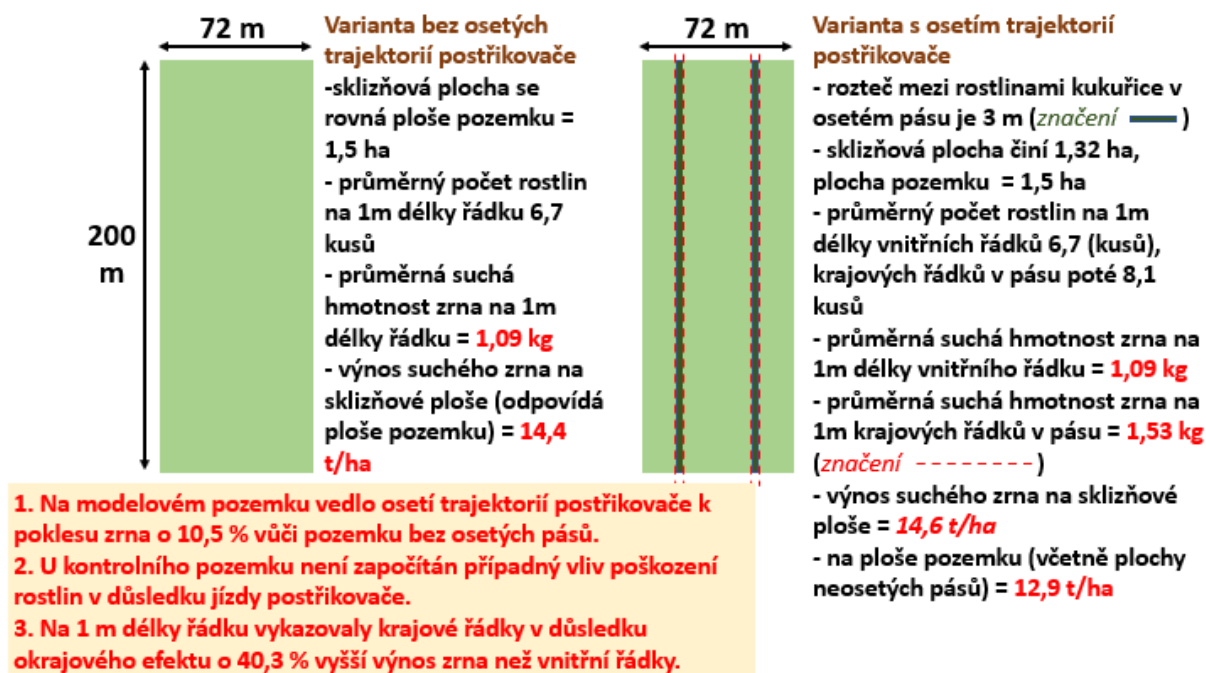 72 m
200
m
Varianta bez osetých
trajektorií postřikovače
-sklizňová plocha se
rovná ploše pozemku =
1,5 ha
- průměrný počet rostlin
na 1m délky řádku 6,7
kusů
- průměrná suchá
hmotnost zrna na 1m
délky řádku = 1,09 kg
- výnos suchého zrna na
sklizňové ploše (odpovídá
ploše pozemku) = 14,4
t/ha
72 m
Varianta s osetím trajektorií
postřikovače
- rozteč mezi rostlinami kukuřice v
osetém pásu je 3 m (značení )
- sklizňová plocha činí 1,32 ha,
plocha pozemku = 1,5 ha
- průměrný počet rostlin na 1m
délky vnitřních řádků 6,7 (kusů),
krajových řádků v pásu poté 8,1
kusů
- průměrná suchá hmotnost zrna na
1m délky vnitřního řádku = 1,09 kg
- průměrná suchá hmotnost zrna na
1m krajových řádků v pásu = 1,53 kg
(značení - - - - - - - - )
- výnos suchého zrna na sklizňové
ploše = 14,6 t/ha
- na ploše pozemku (včetně plochy
neosetých pásů) = 12,9 t/ha
1. Na modelovém pozemku vedlo osetí trajektorií postřikovače k
poklesu zrna o 10,5 % vůči pozemku bez osetých pásů.
2. U kontrolního pozemku není započítán případný vliv poškození
rostlin v důsledku jízdy postřikovače.
3. Na 1 m délky řádku vykazovaly krajové řádky v důsledku
okrajového efektu o 40,3 % vyšší výnos zrna než vnitřní řádky.